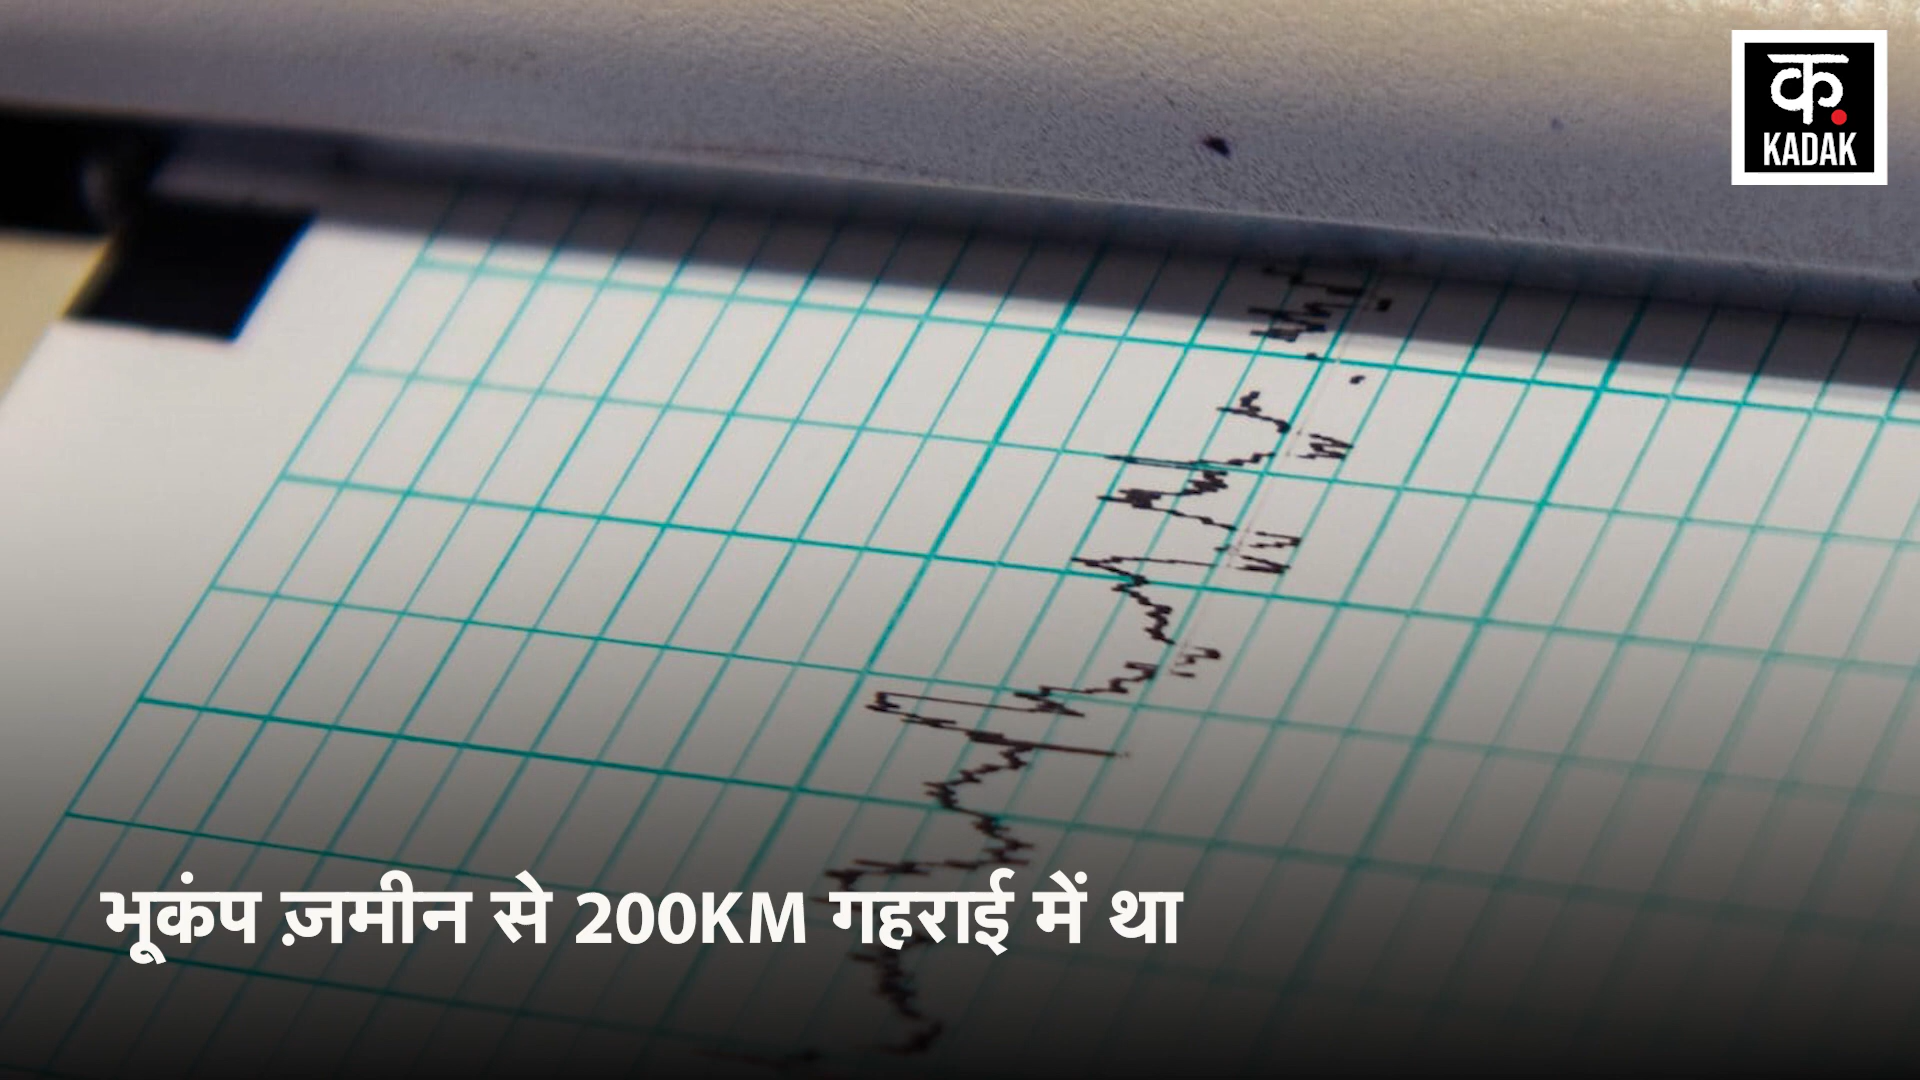 क.
KADAK
भूकंप ज़मीन से 200KM गहराई में था